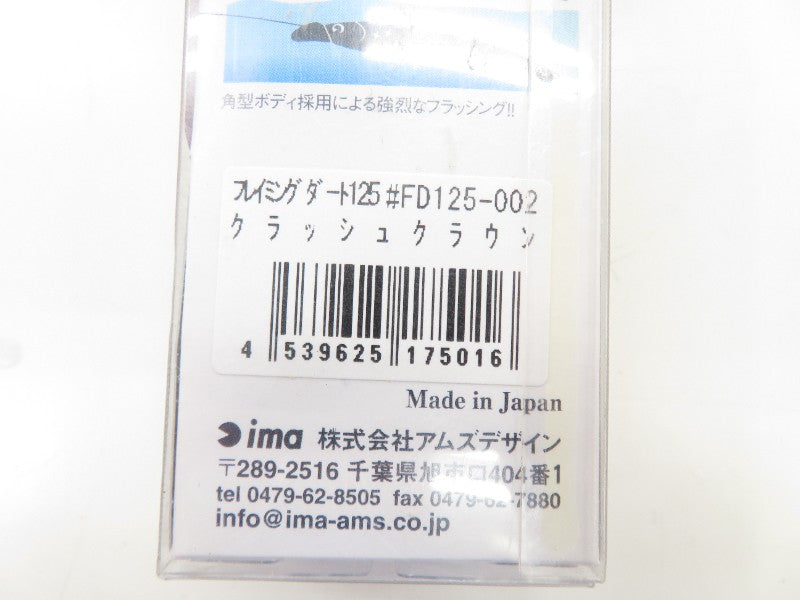 角型ボディ採用による強烈なフラッシング!!
フレイミングダート125#FD125-002
クラッシュクラウン
4 539625 175016
Made in Japan
ima 株式会社アムズデザイン
〒289-2516 千葉県旭市ロ404番1
tel 0479-62-8505 fax 0479-62-7880
info@ima-ams.co.jp